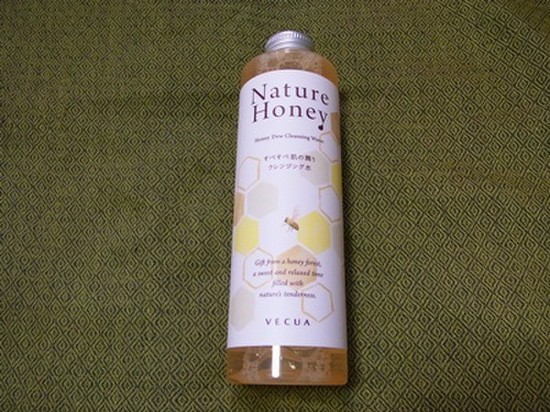 Nature
Honey
Honey Dew Cleansing Water
すべすべ肌の潤り
クレンジング水
Gift from a honey forest,
a sweet and relaxed time
filled with
nature's tenderness.
VECUA